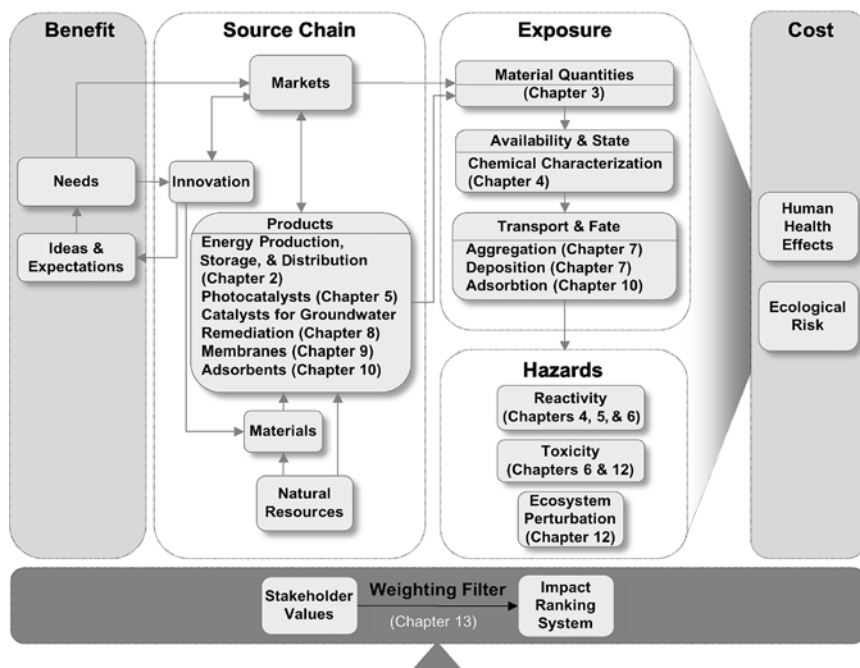 Benefit
Needs
Ideas &
Expectations
Source Chain
Markets
Innovation
Products
Energy Production,
Storage, & Distribution
(Chapter 2)
Photocatalysts (Chapter 5)
Catalysts for Groundwater
Remediation (Chapter 8)
Membranes (Chapter 9)
Adsorbents (Chapter 10)
Materials
Natural
Resources
Exposure
Material Quantities
(Chapter 3)
Availability & State
Chemical Characterization
(Chapter 4)
Transport & Fate
Aggregation (Chapter 7)
Deposition (Chapter 7)
Adsorbtion (Chapter 10)
Hazards
Reactivity
(Chapters 4, 5, & 6)
Toxicity
(Chapters 6 & 12)
Ecosystem
Perturbation
(Chapter 12)
Cost
Human
Health
Effects
Ecological
Risk
Stakeholder
Values
Weighting Filter
(Chapter 13)
Impact
Ranking
System